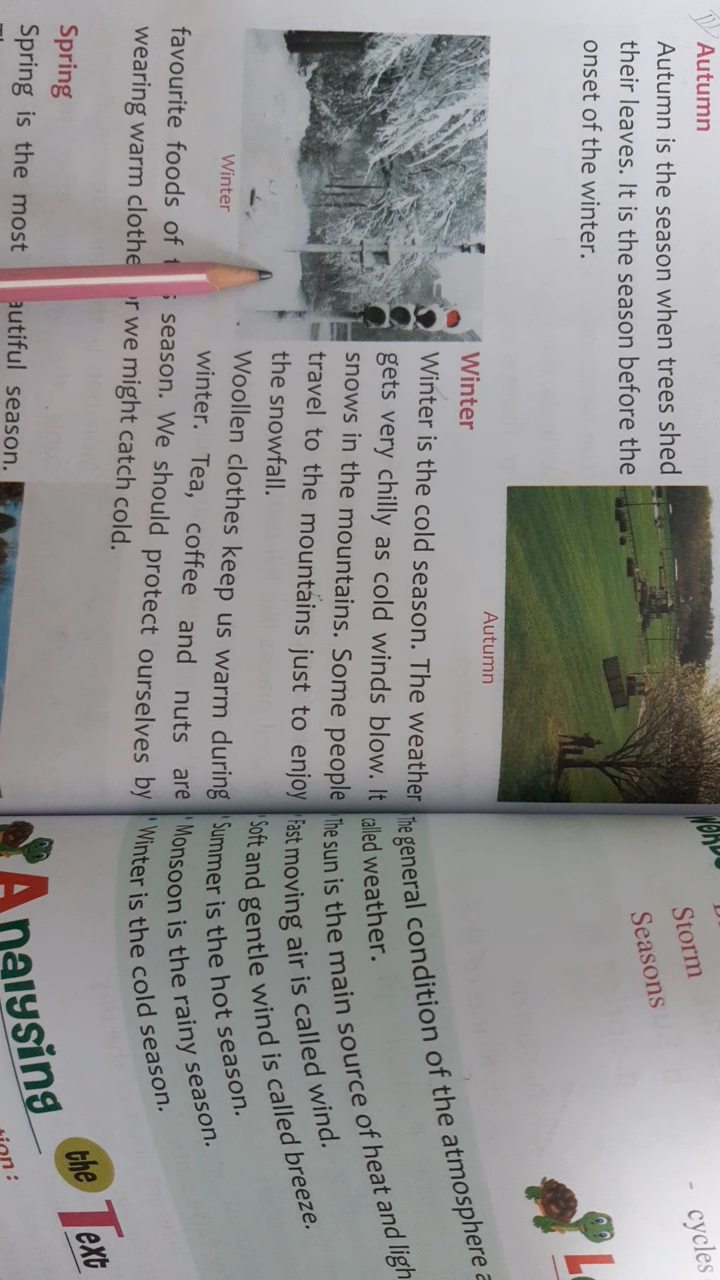 Autumn
Autumn is the season when trees shed
their leaves. It is the season before the
onset of the winter.
Autumn
Winter
Winter
Winter is the cold season. The weather
gets very chilly as cold winds blow. It
snows in the mountains. Some people
travel to the mountains just to enjoy
the snowfall.
Woollen clothes keep us warm during
winter. Tea, coffee and nuts are
favourite foods of season. We should protect ourselves by
wearing warm we might catch cold.
Spring
Spring is the most season.
Storm
Seasons
- cycles
The general condition of the atmosphere
called weather.
The sun is the main source of heat and
Fast moving air is called wind.
Soft and gentle wind is called breeze.
Summer is the hot season.
Monsoon is the rainy season.
Winter is the cold season.
Analysing the Text